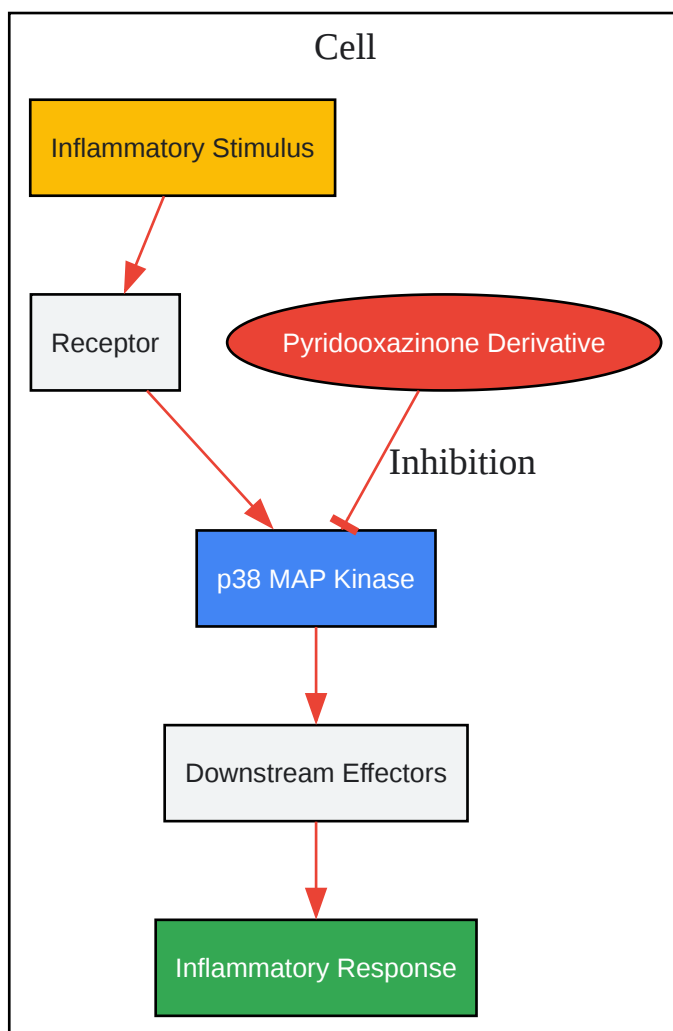 Cell
Inflammatory Stimulus
Receptor
Pyridooxazinone Derivative
Inhibition
p38 MAP Kinase
Downstream Effectors
Inflammatory Response